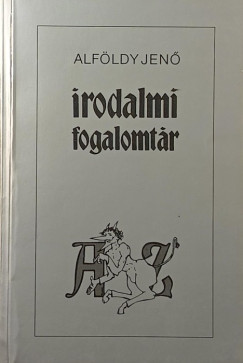 ALFÖLDY JENŐ
irodalmi
fogalomtár
A Z